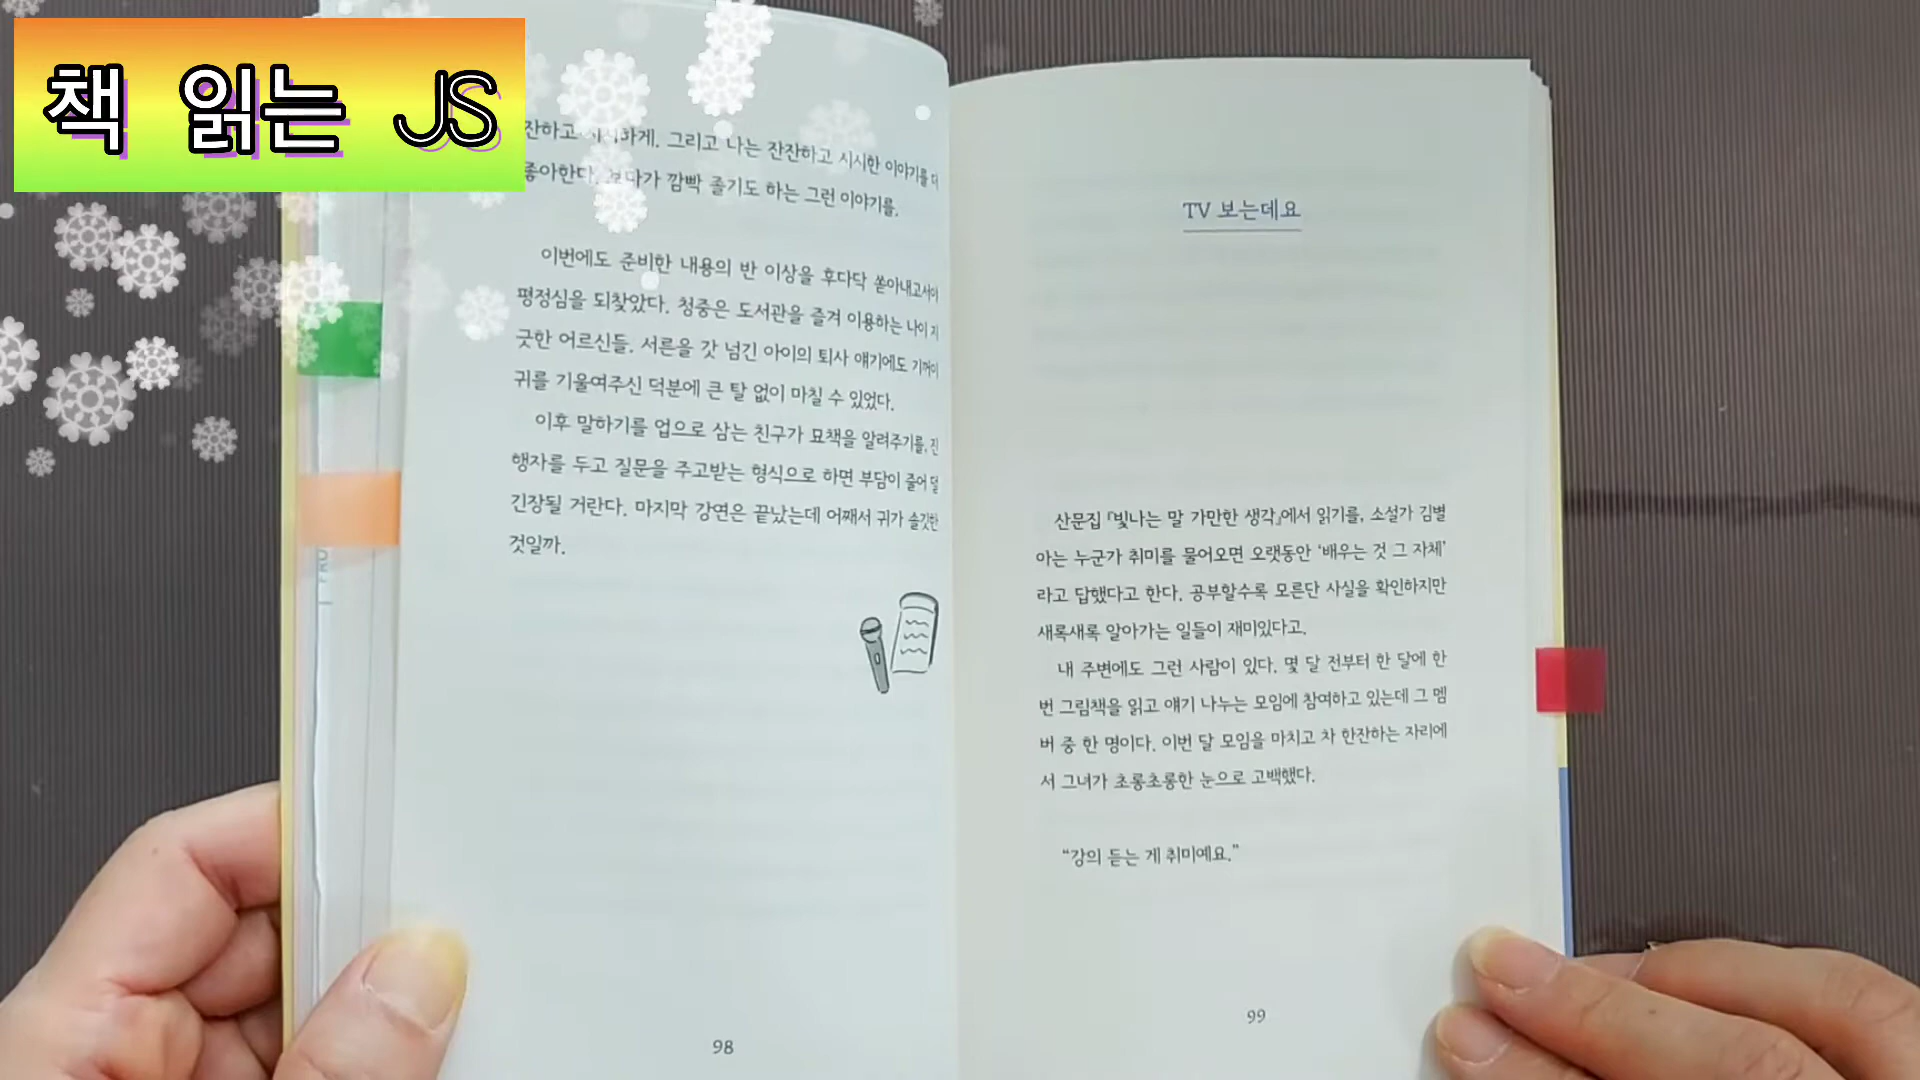 책 읽는 JS
잔하고 시시하게. 그리고 나는 잔잔하고 시시한 이야기를 더
좋아한다. 보다가 깜빡 졸기도 하는 그런 이야기를.
이번에도 준비한 내용의 반 이상을 후다닥 쏟아내고서야
평정심을 되찾았다. 청중은 도서관을 즐겨 이용하는 나이 지
긋한 어르신들. 서른을 갓 넘긴 아이의 퇴사 얘기에도 기꺼이
귀를 기울여주신 덕분에 큰 탈 없이 마칠 수 있었다.
이후 말하기를 업으로 삼는 친구가 묘책을 알려주기를, 진
행자를 두고 질문을 주고받는 형식으로 하면 부담이 줄어 덜
긴장될 거란다. 마지막 강연은 끝났는데 어째서 귀가 솔깃한
것일까.
98
TV 보는데요
산문집 『빛나는 말 가만한 생각』에서 읽기를, 소설가 김별
아는 누군가 취미를 물어오면 오랫동안 ‘배우는 것 그 자체’
라고 답했다고 한다. 공부할수록 모른단 사실을 확인하지만
새록새록 알아가는 일들이 재미있다고.
내 주변에도 그런 사람이 있다. 몇 달 전부터 한 달에 한
번 그림책을 읽고 얘기 나누는 모임에 참여하고 있는데 그 멤
버 중 한 명이다. 이번 달 모임을 마치고 차 한잔하는 자리에
서 그녀가 초롱초롱한 눈으로 고백했다.
“강의 듣는 게 취미예요.”
99